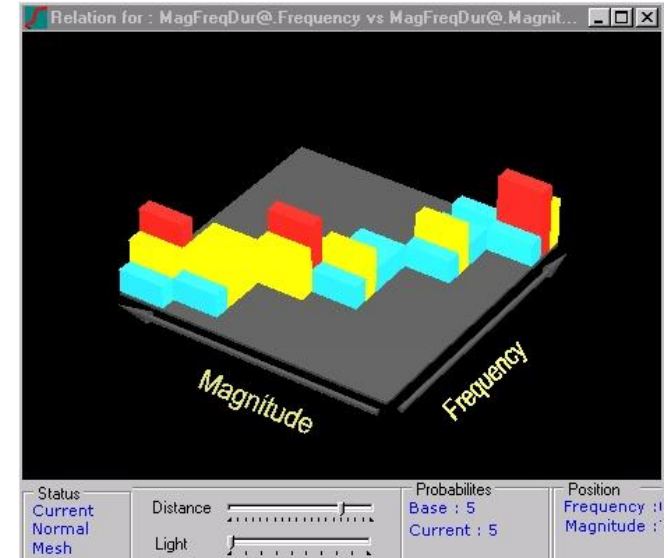 Relation for : MagFreqDur@.Frequency vs MagFreqDur@.Magnit...
Magnitude
Frequency
Status
Current
Normal
Mesh
Distance
Light
Probabilites
Base : 5
Current : 5
Position
Frequency :
Magnitude :